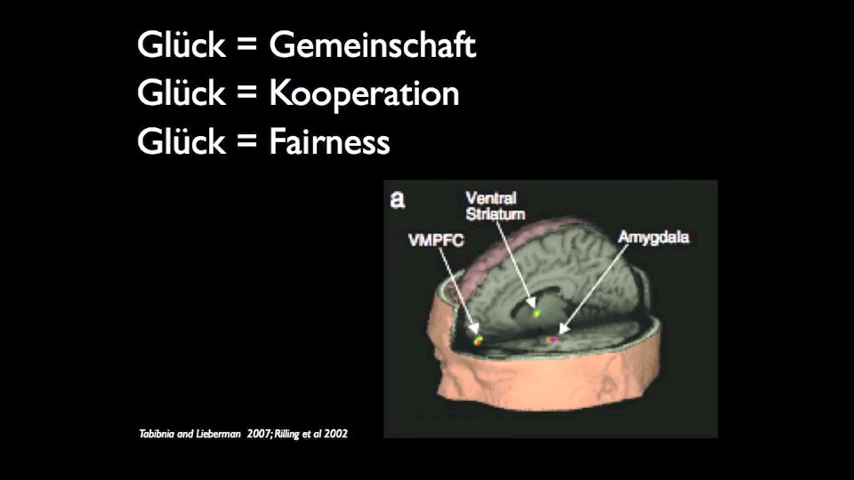 Glück = Gemeinschaft
Glück = Kooperation
Glück = Fairness
a
Ventral
Striatum
VMPFC
Amygdala
Tabibnia and Lieberman 2007; Rilling et al 2002